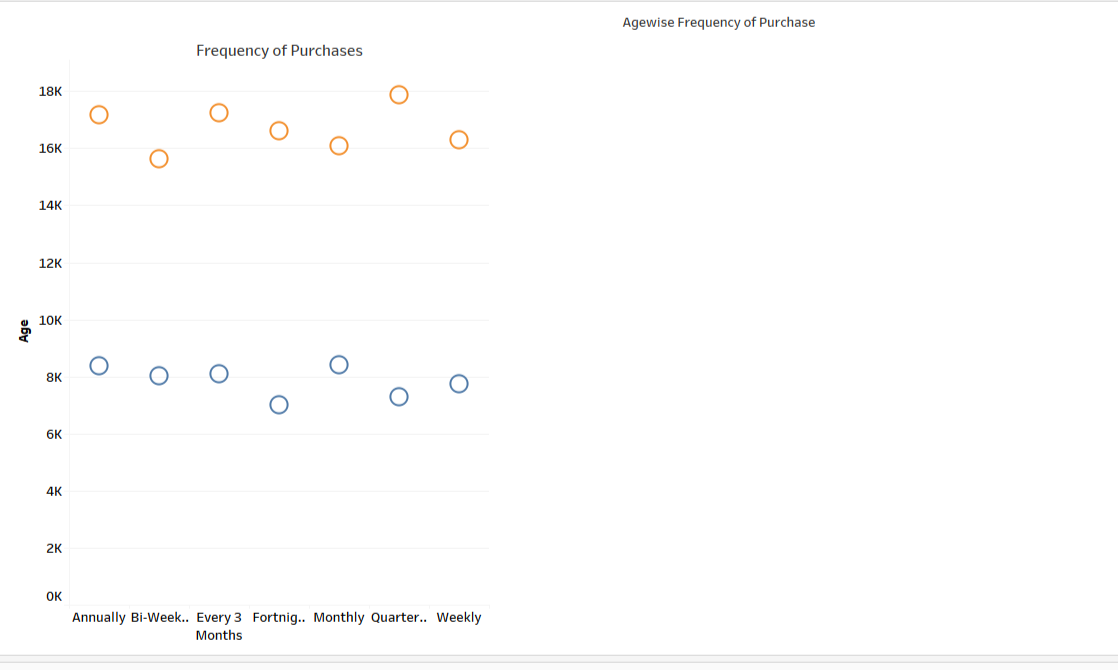 Agewise Frequency of Purchase
Frequency of Purchases
18K
16K
14K
12K
10K
8K
6K
4K
2K
0K
Age
Annually Bi-Week.. Every 3 Fortnig.. Monthly Quarter.. Weekly
Months